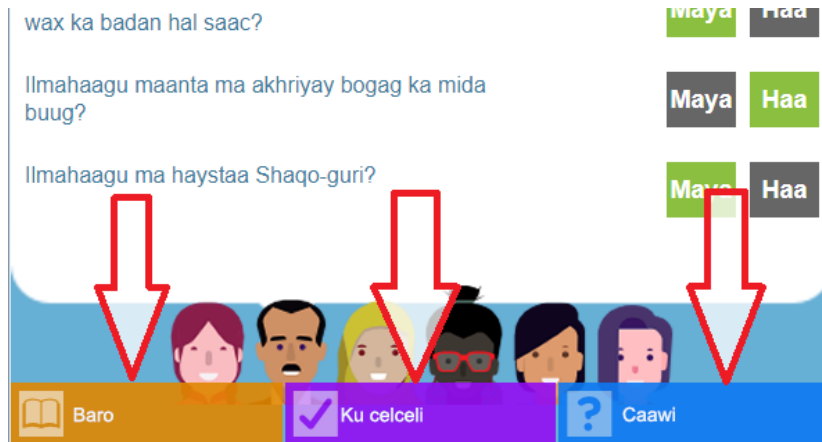 wax ka badan hal saac?
Maya Haa
Ilmahaagu maanta ma akhriyay bogag ka mida
buug?
Maya Haa
Ilmahaagu ma haystaa Shaqo-guri?
Maya Haa
Baro
Ku celceli
Caawi